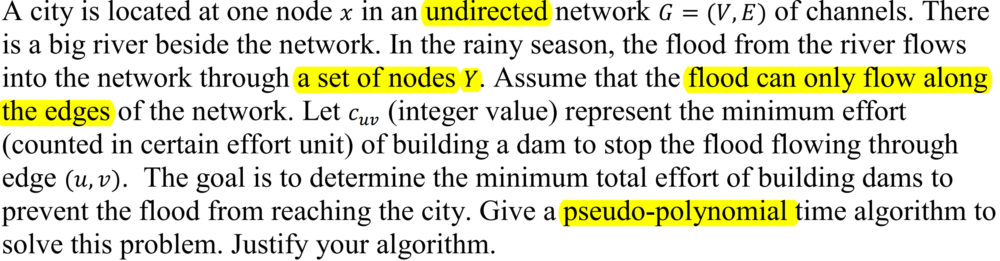 A city is located at one node x in an undirected network G = (V, E) of channels. There
is a big river beside the network. In the rainy season, the flood from the river flows
into the network through a set of nodes Y. Assume that the flood can only flow along
the edges of the network. Let c_{uv} (integer value) represent the minimum effort
(counted in certain effort unit) of building a dam to stop the flood flowing through
edge (u, v). The goal is to determine the minimum total effort of building dams to
prevent the flood from reaching the city. Give a pseudo-polynomial time algorithm to
solve this problem. Justify your algorithm.